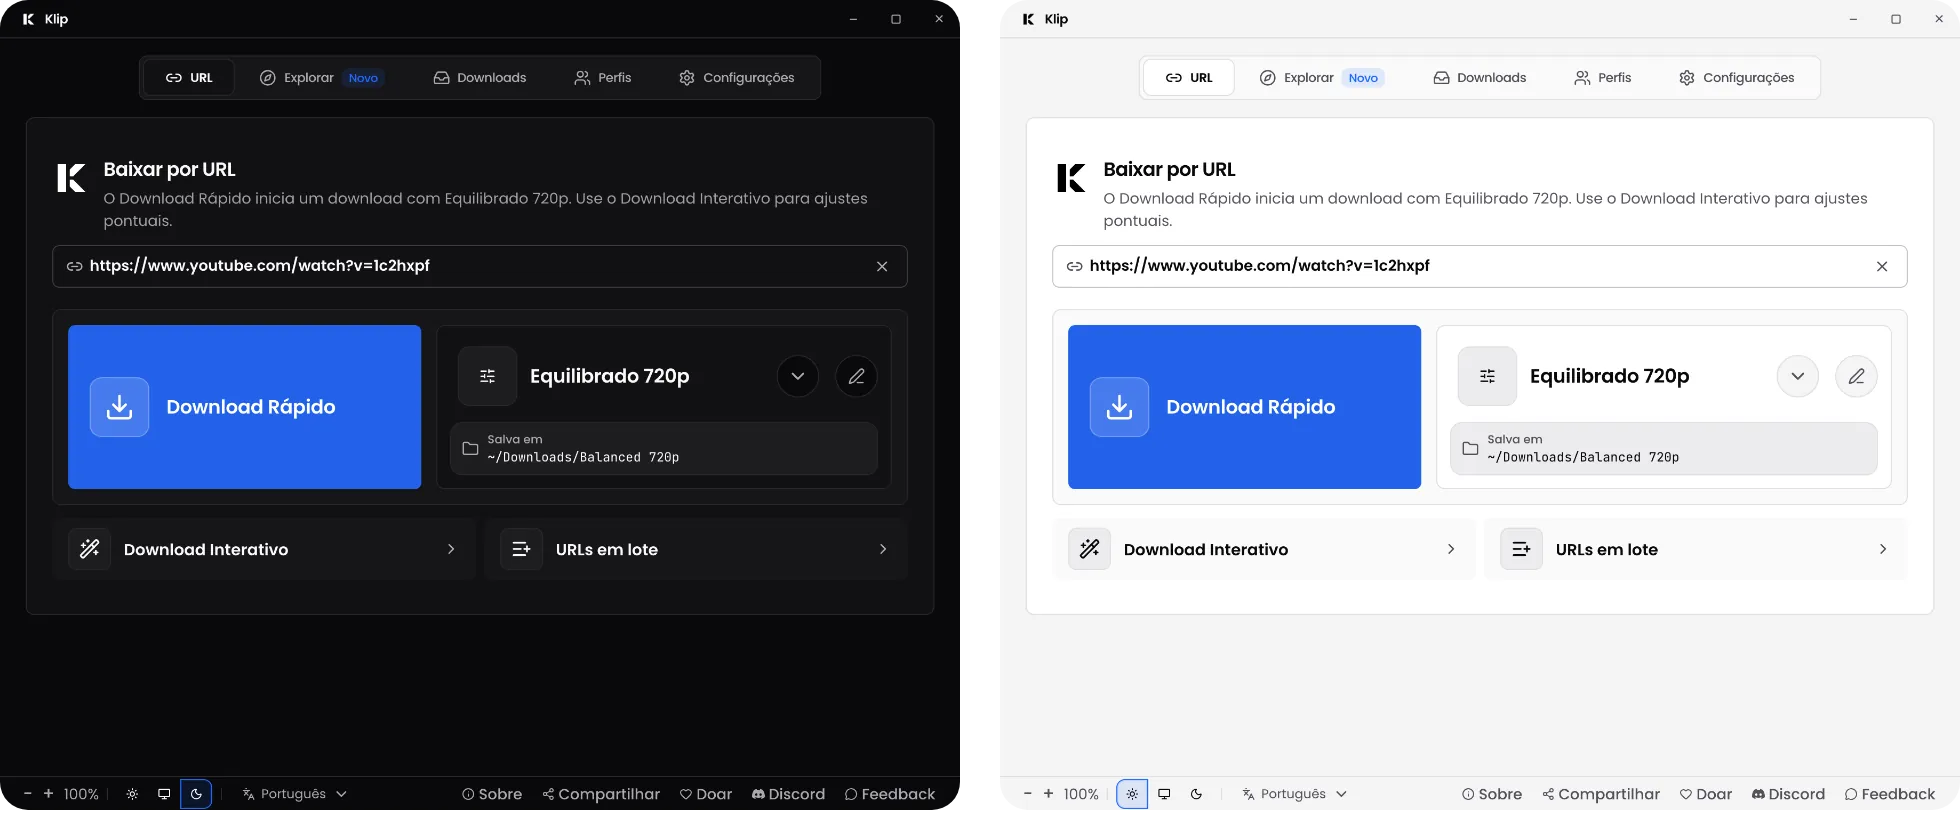 Klip
URL Explorar Novo Downloads Perfis Configurações
Baixar por URL
O Download Rápido inicia um download com Equilibrado 720p. Use o Download Interativo para ajustes
pontuais.
https://www.youtube.com/watch?v=1c2hxpf
Download Rápido
Equilibrado 720p
Salva em
~/Downloads/Balanced 720p
Download Interativo
URLs em lote
− + 100% Português Sobre Compartilhar Doar Discord Feedback
Klip
URL Explorar Novo Downloads Perfis Configurações
Baixar por URL
O Download Rápido inicia um download com Equilibrado 720p. Use o Download Interativo para ajustes
pontuais.
https://www.youtube.com/watch?v=1c2hxpf
Download Rápido
Equilibrado 720p
Salva em
~/Downloads/Balanced 720p
Download Interativo
URLs em lote
− + 100% Português Sobre Compartilhar Doar Discord Feedback